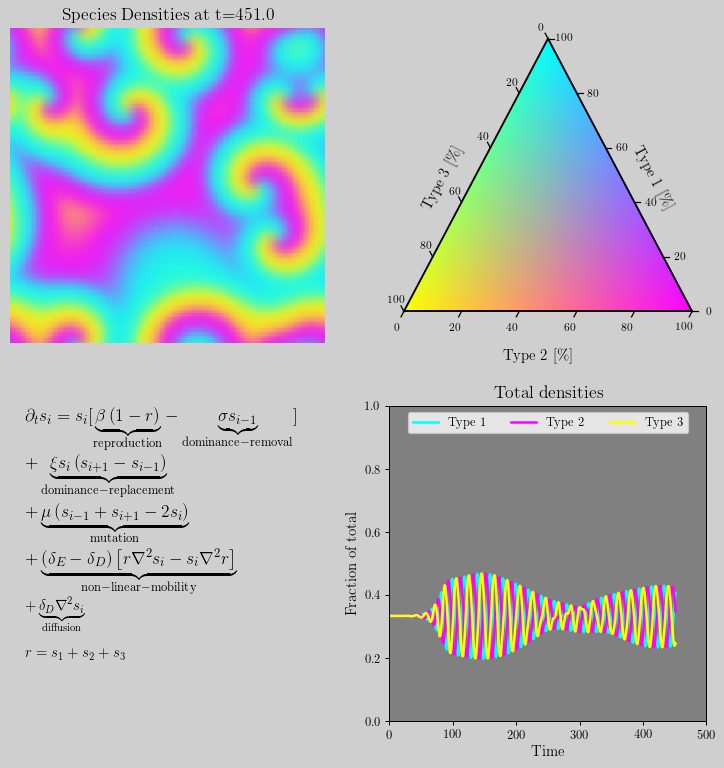 Species Densities at t=451.0
0 100
20 80
40 60
Type 3 [%] Type 1 [%]
60 40
80 20
100 0
0 20 40 60 80 100
Type 2 [%]
∂ₜsᵢ = sᵢ[ β (1 − r) − σsᵢ₋₁ ]
reproduction dominance−removal
+ ξsᵢ (sᵢ₊₁ − sᵢ₋₁)
dominance−replacement
+ μ (sᵢ₋₁ + sᵢ₊₁ − 2sᵢ)
mutation
+ (δ_E − δ_D) [r∇²sᵢ − sᵢ∇²r]
non−linear−mobility
+ δ_D∇²sᵢ
diffusion
r = s₁ + s₂ + s₃
Total densities
Type 1 Type 2 Type 3
1.0
0.8
0.6
0.4
0.2
0.0
Fraction of total
0 100 200 300 400 500
Time